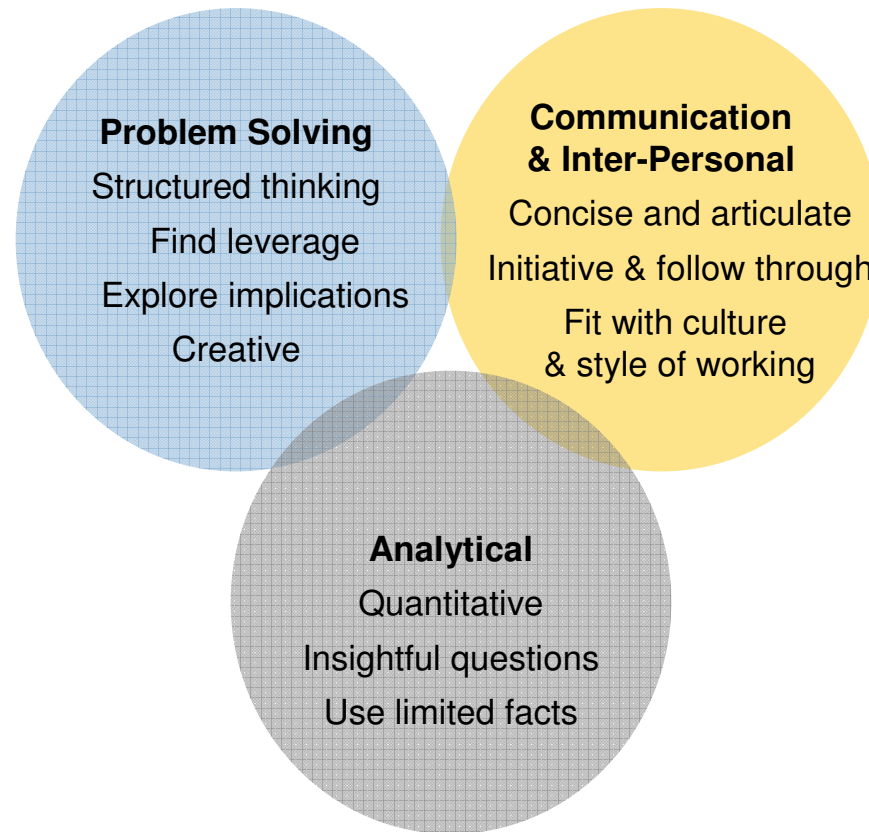 Problem Solving
Structured thinking
Find leverage
Explore implications
Creative
Communication
& Inter-Personal
Concise and articulate
Initiative & follow through
Fit with culture
& style of working
Analytical
Quantitative
Insightful questions
Use limited facts